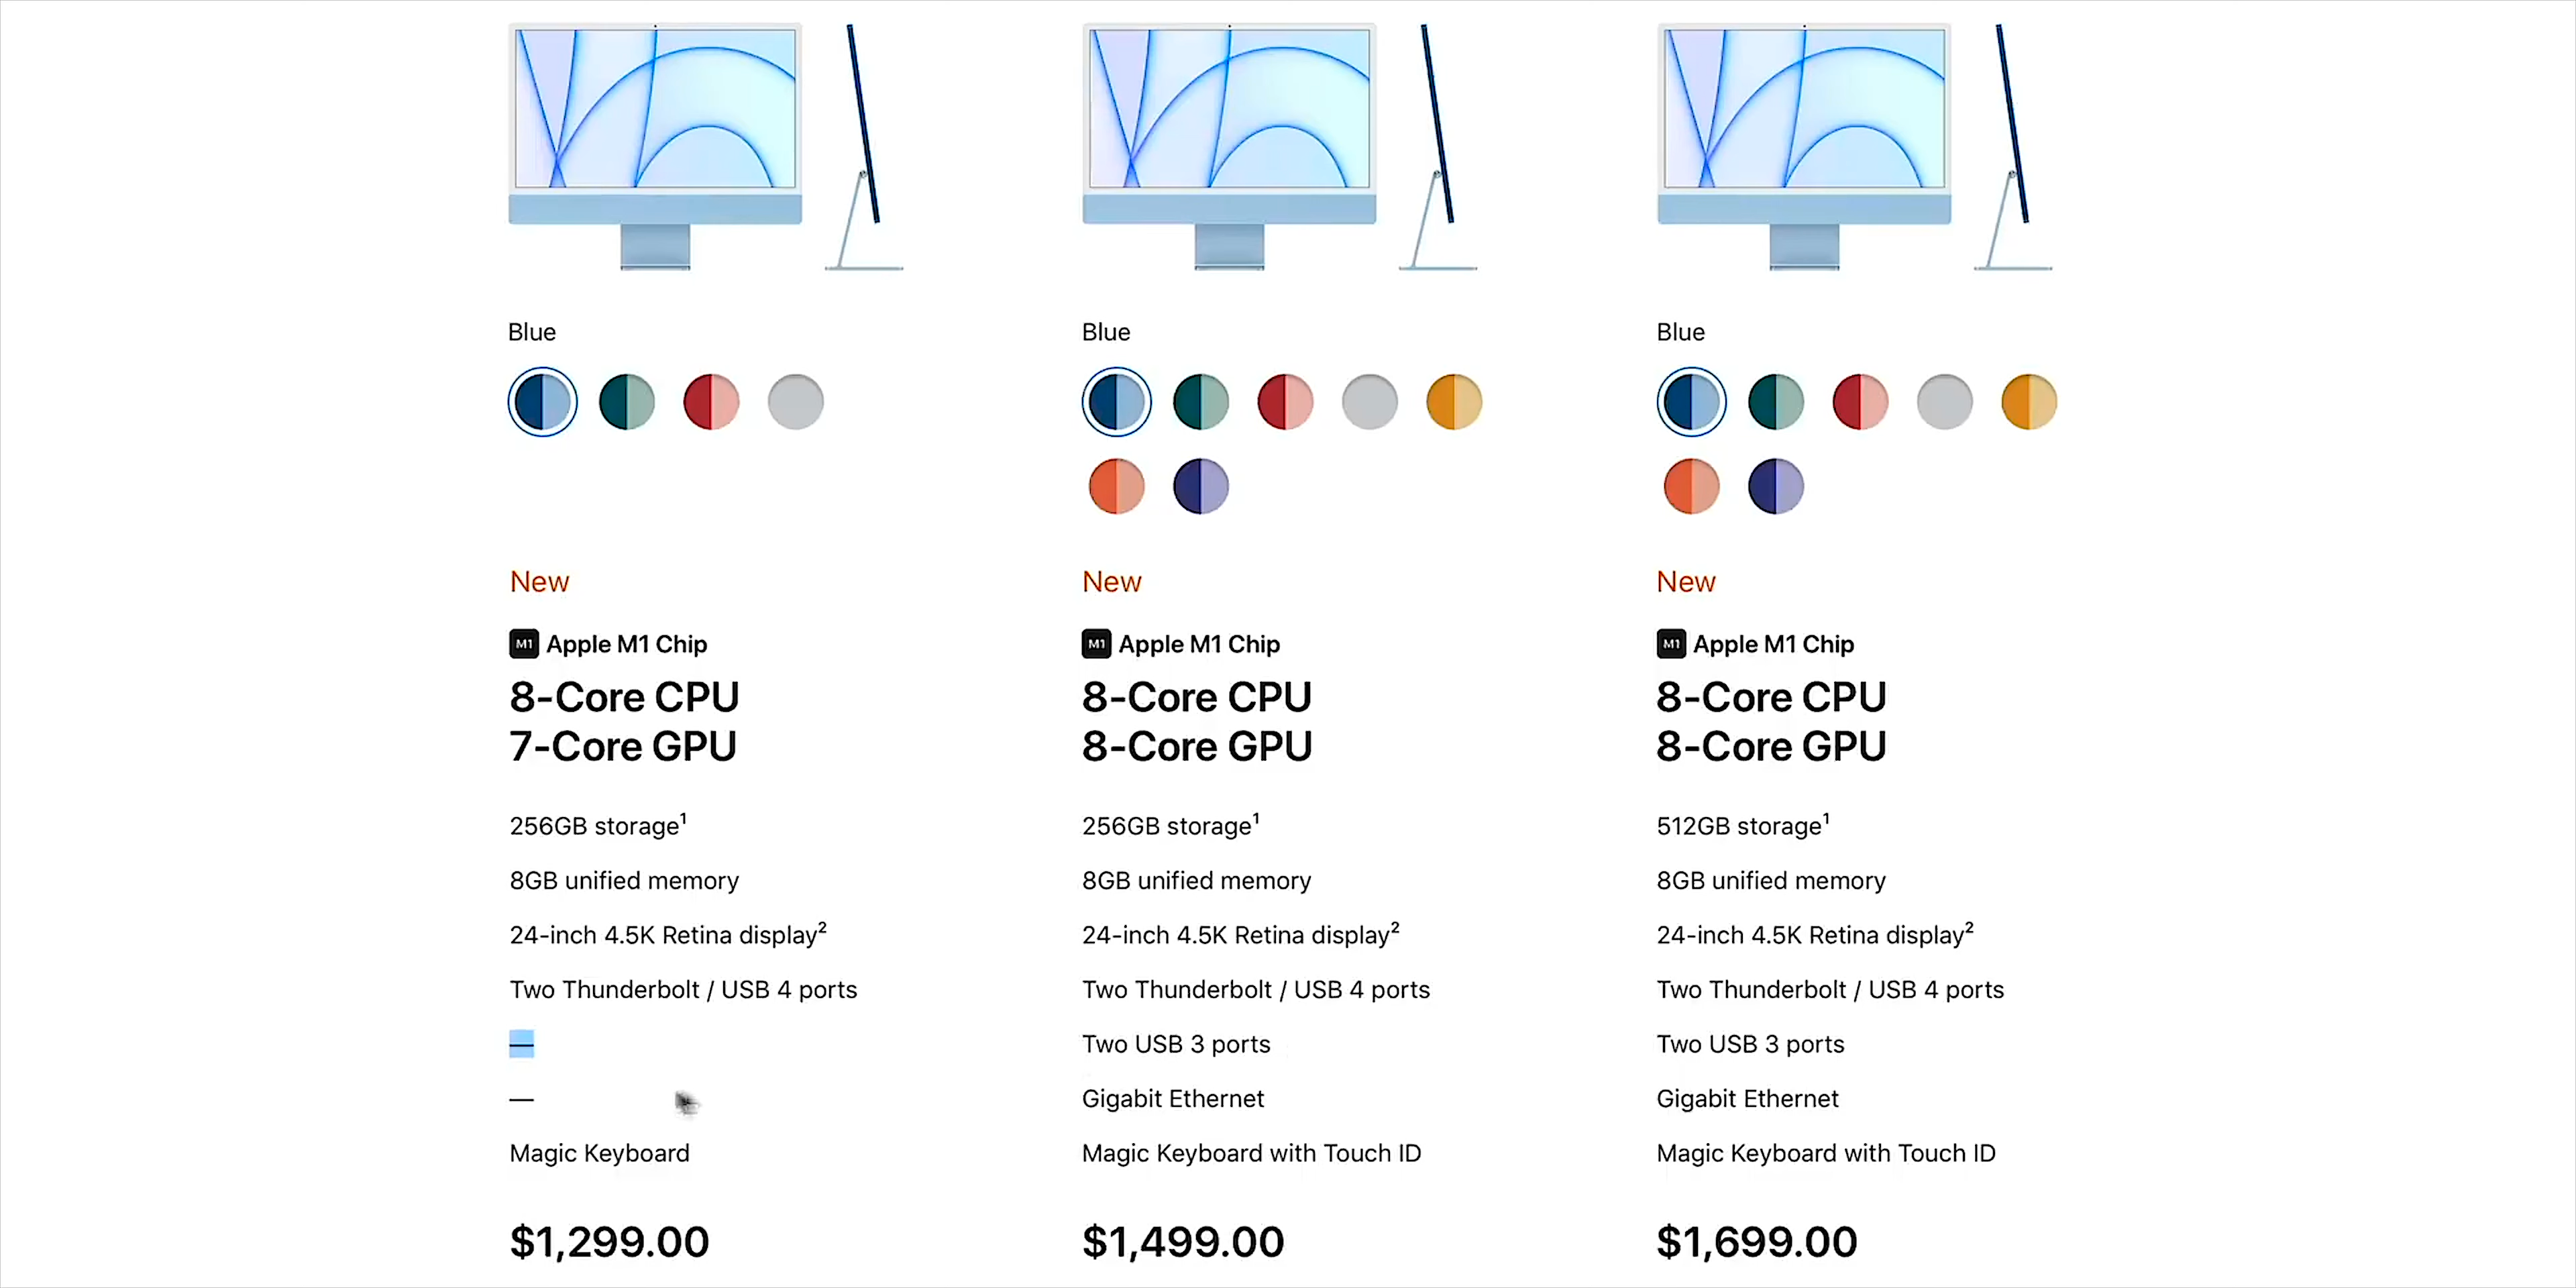 Blue
New
M1 Apple M1 Chip
8-Core CPU
7-Core GPU
256GB storage¹
8GB unified memory
24-inch 4.5K Retina display²
Two Thunderbolt / USB 4 ports
—
—
Magic Keyboard
$1,299.00
Blue
New
M1 Apple M1 Chip
8-Core CPU
8-Core GPU
256GB storage¹
8GB unified memory
24-inch 4.5K Retina display²
Two Thunderbolt / USB 4 ports
Two USB 3 ports
Gigabit Ethernet
Magic Keyboard with Touch ID
$1,499.00
Blue
New
M1 Apple M1 Chip
8-Core CPU
8-Core GPU
512GB storage¹
8GB unified memory
24-inch 4.5K Retina display²
Two Thunderbolt / USB 4 ports
Two USB 3 ports
Gigabit Ethernet
Magic Keyboard with Touch ID
$1,699.00